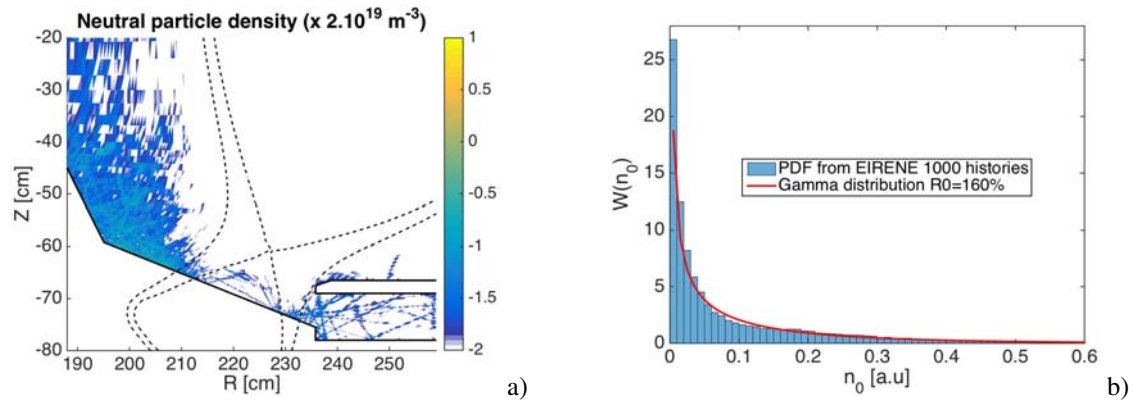 Neutral particle density (x 2.10¹⁹ m⁻³)
-20
-30
-40
-50
-60
-70
-80
Z [cm]
190 200 210 220 230 240 250
R [cm]
1
0.5
0
-0.5
-1
-1.5
-2
a)
25
20
15
10
5
0
W(n₀)
PDF from EIRENE 1000 histories
Gamma distribution R0=160%
0 0.1 0.2 0.3 0.4 0.5 0.6
n₀ [a.u]
b)